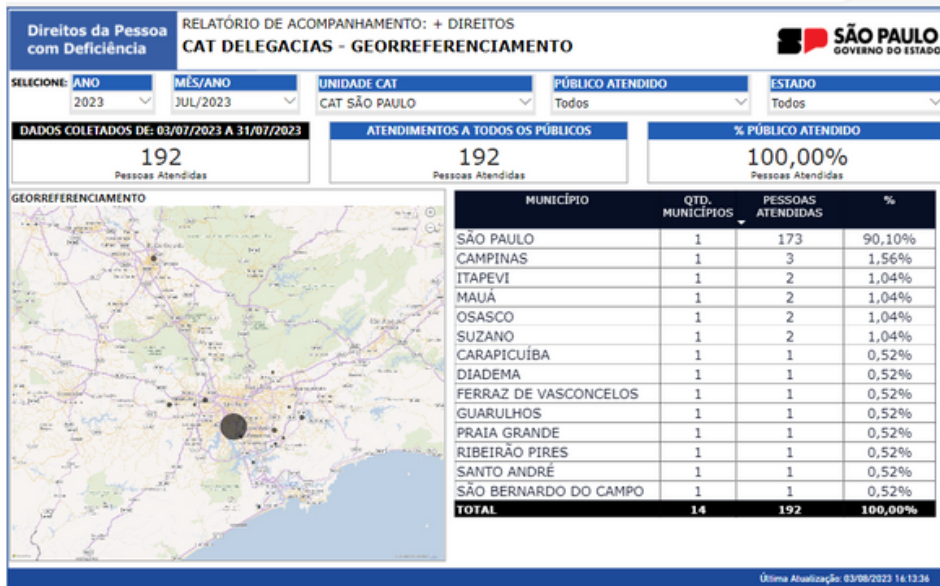 Direitos da Pessoa
com Deficiência
RELATÓRIO DE ACOMPANHAMENTO: + DIREITOS
CAT DELEGACIAS - GEORREFERENCIAMENTO
SÃO PAULO
GOVERNO DO ESTADO
SELECIONE: ANO MÊS/ANO UNIDADE CAT PÚBLICO ATENDIDO ESTADO
2023 JUL/2023 CAT SÃO PAULO Todos Todos
DADOS COLETADOS DE: 03/07/2023 A 31/07/2023
192
Pessoas Atendidas
ATENDIMENTOS A TODOS OS PÚBLICOS
192
Pessoas Atendidas
% PÚBLICO ATENDIDO
100,00%
Pessoas Atendidas
GEORREFERENCIAMENTO
MUNICÍPIO QTD. MUNICÍPIOS PESSOAS ATENDIDAS %
SÃO PAULO 1 173 90,10%
CAMPINAS 1 3 1,56%
ITAPEVI 1 2 1,04%
MAUÁ 1 2 1,04%
OSASCO 1 2 1,04%
SUZANO 1 2 1,04%
CARAPICUÍBA 1 1 0,52%
DIADEMA 1 1 0,52%
FERRAZ DE VASCONCELOS 1 1 0,52%
GUARULHOS 1 1 0,52%
PRAIA GRANDE 1 1 0,52%
RIBEIRÃO PIRES 1 1 0,52%
SANTO ANDRÉ 1 1 0,52%
SÃO BERNARDO DO CAMPO 1 1 0,52%
TOTAL 14 192 100,00%
Última Atualização: 03/08/2023 16:13:36